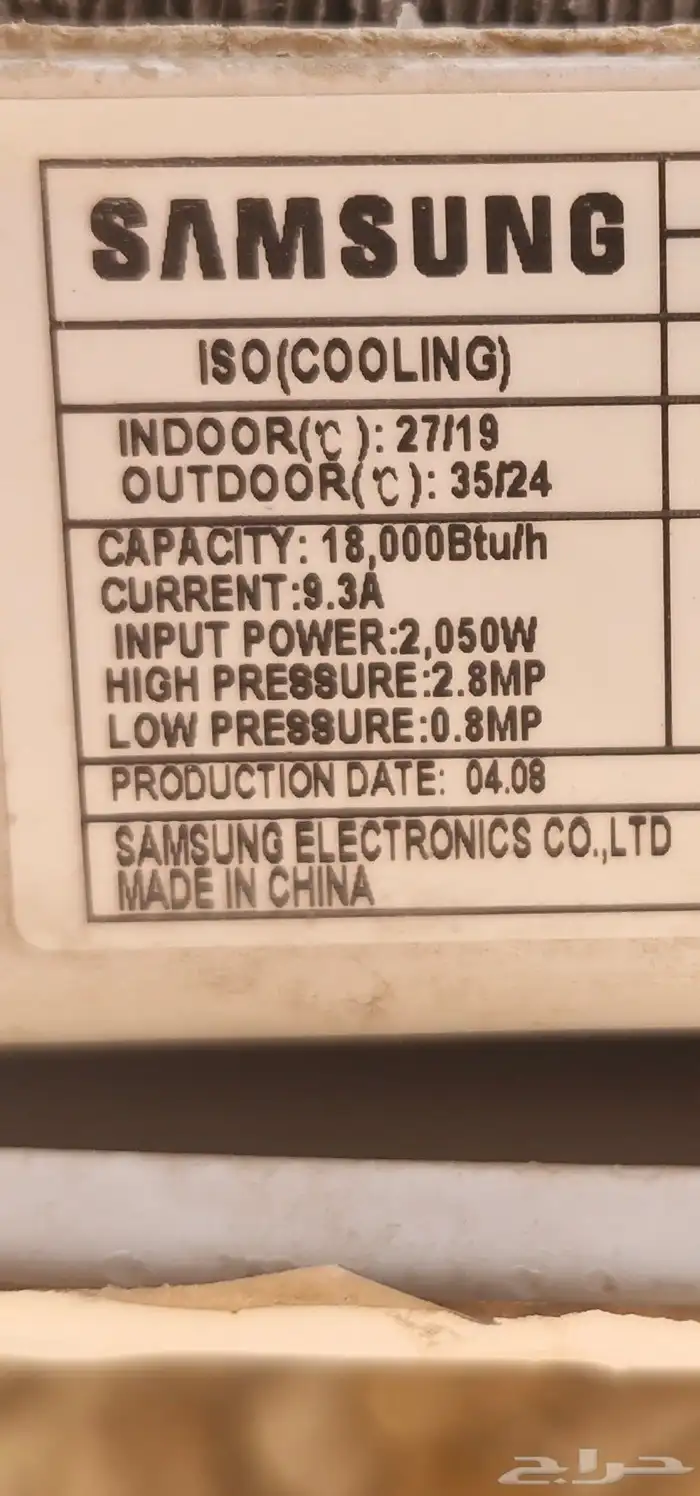 SAMSUNG
ISO(COOLING)
INDOOR(℃): 27/19
OUTDOOR(℃): 35/24
CAPACITY: 18,000Btu/h
CURRENT:9.3A
INPUT POWER:2,050W
HIGH PRESSURE:2.8MP
LOW PRESSURE:0.8MP
PRODUCTION DATE: 04.08
SAMSUNG ELECTRONICS CO.,LTD
MADE IN CHINA
حراج